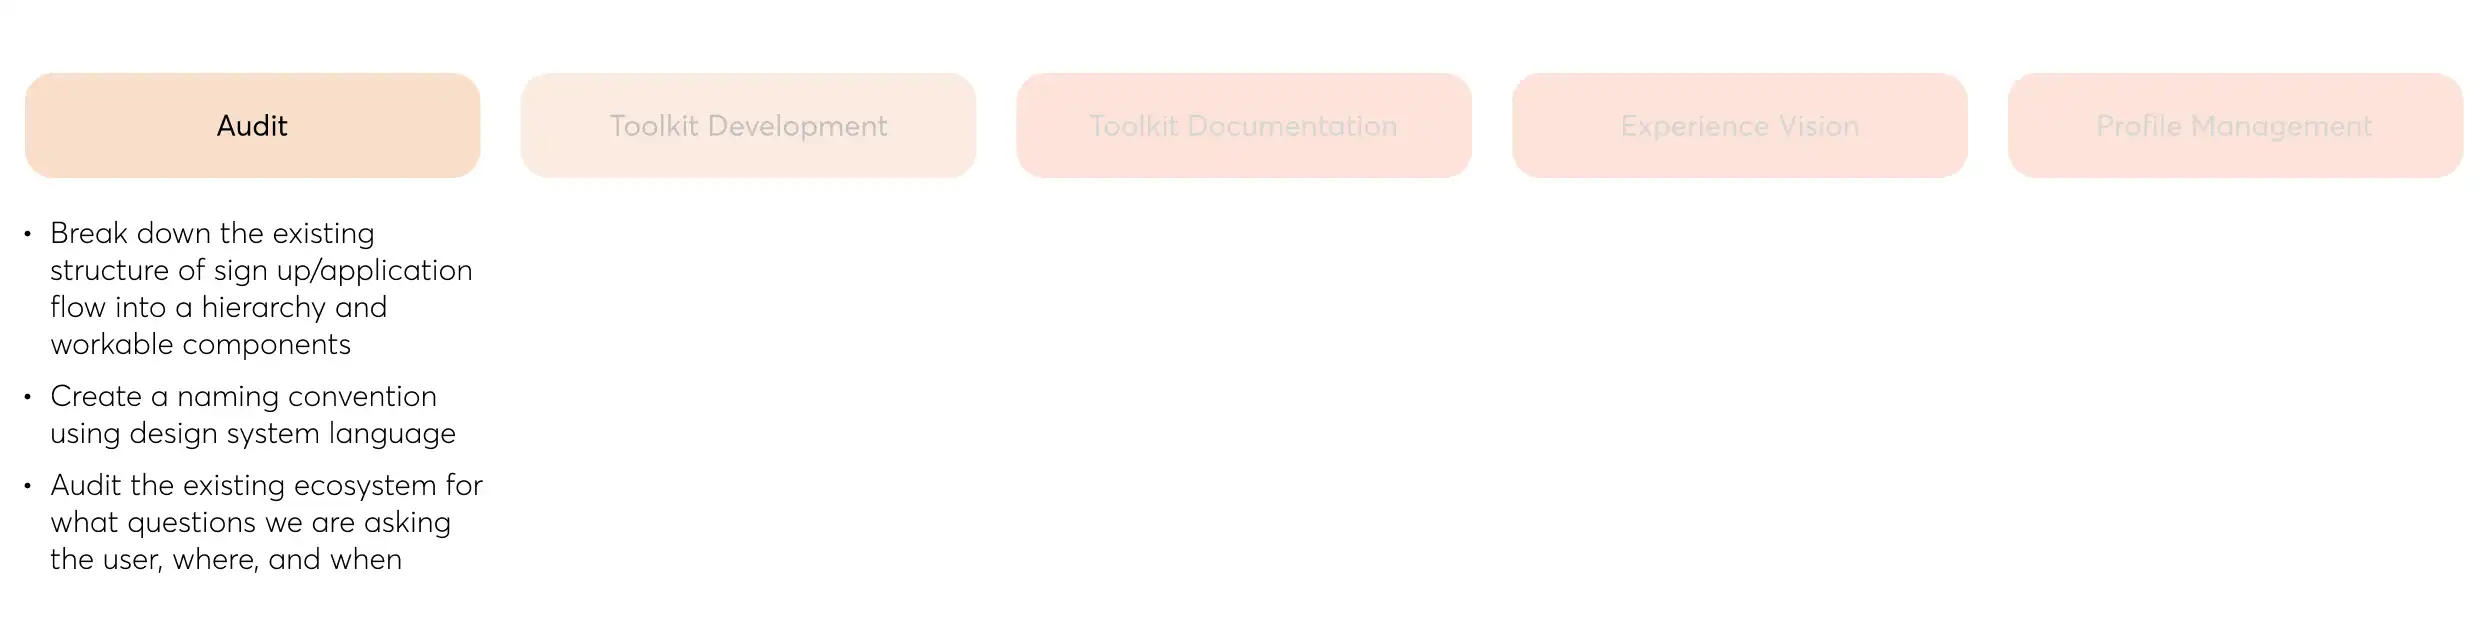 Audit
Toolkit Development
Toolkit Documentation
Experience Vision
Profile Management
• Break down the existing
structure of sign up/application
flow into a hierarchy and
workable components
• Create a naming convention
using design system language
• Audit the existing ecosystem for
what questions we are asking
the user, where, and when